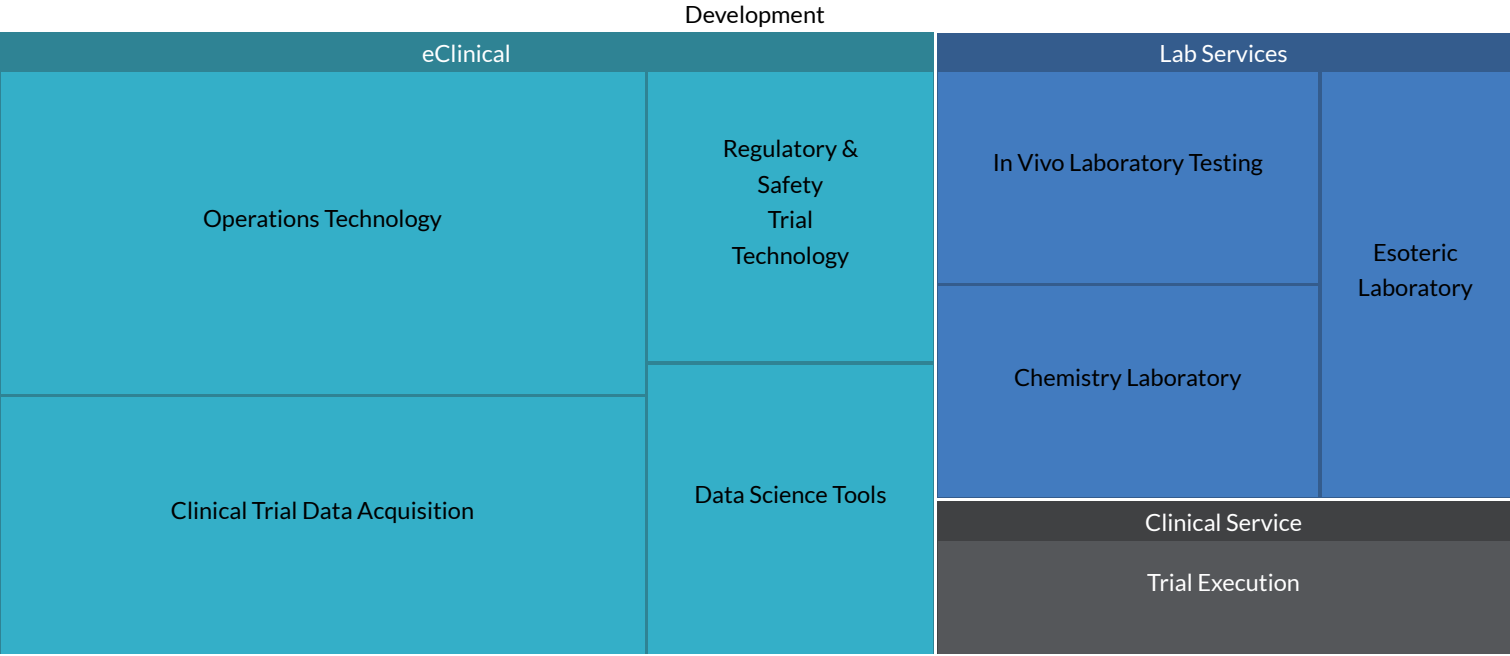 Development
eClinical
Operations Technology
Regulatory &
Safety
Trial
Technology
Clinical Trial Data Acquisition
Data Science Tools
Lab Services
In Vivo Laboratory Testing
Esoteric
Laboratory
Chemistry Laboratory
Clinical Service
Trial Execution